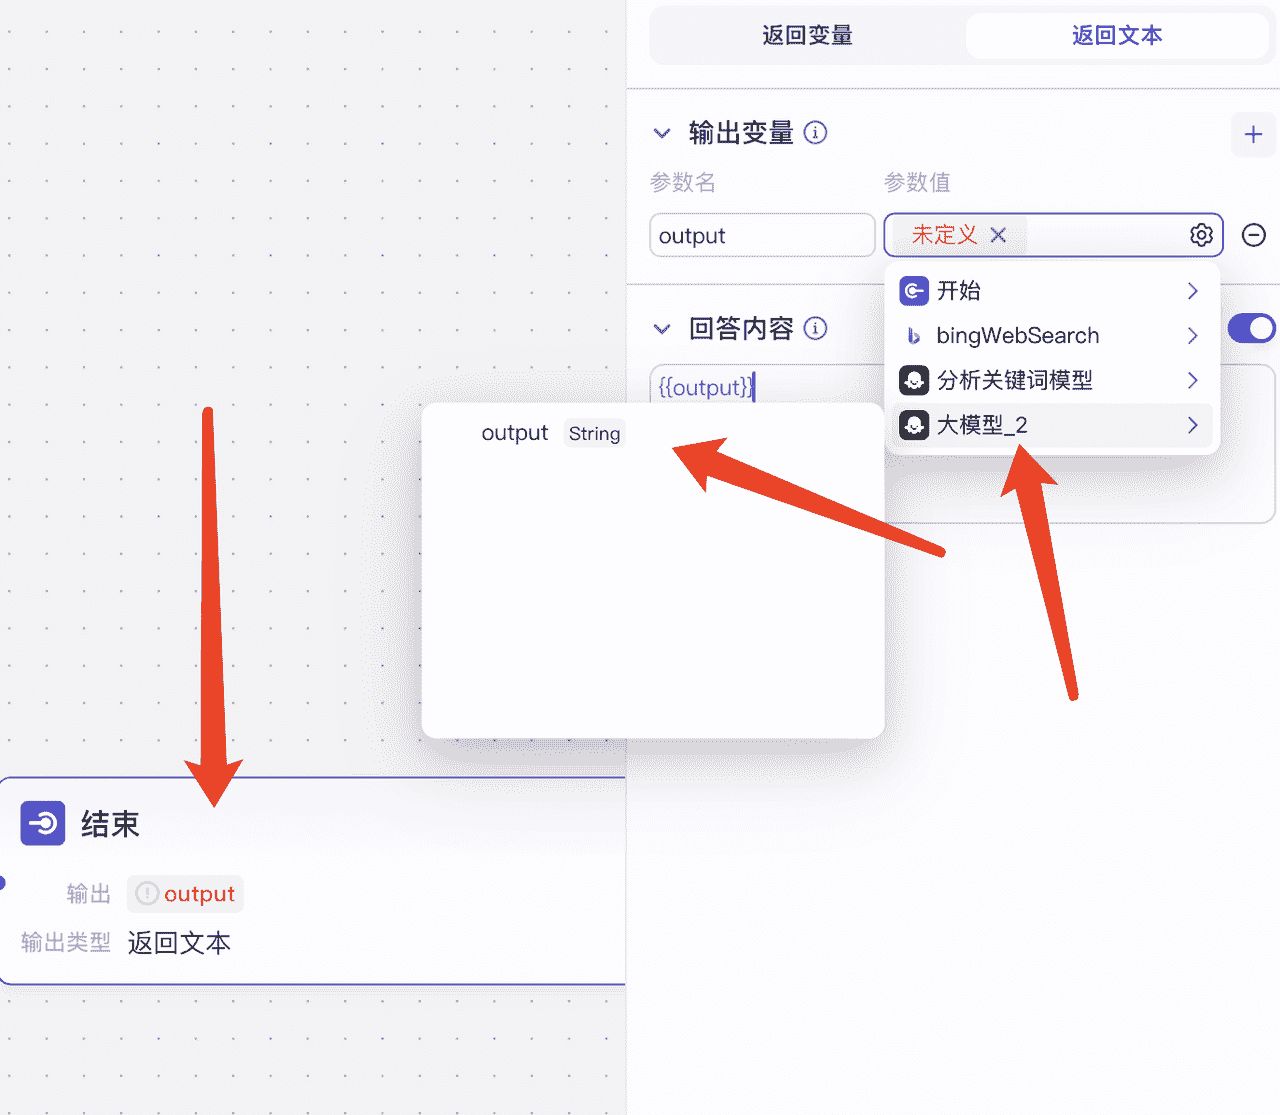 返回变量 返回文本
输出变量
参数名 参数值
output 未定义
开始
bingWebSearch
分析关键词模型
大模型_2
回答内容
{{output}}
output String
结束
输出 output
输出类型 返回文本